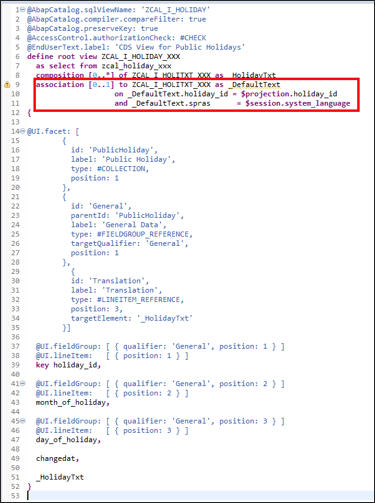 1 @AbapCatalog.sqlViewName: 'ZCAL_I_HOLIDAY'
2 @AbapCatalog.compiler.compareFilter: true
3 @AbapCatalog.preserveKey: true
4 @AccessControl.authorizationCheck: #CHECK
5 @EndUserText.label: 'CDS View for Public Holidays'
6 define root view ZCAL_I_HOLIDAY_XXX
7 as select from zcal_holiday_xxx
8 composition [0..*] of ZCAL_I_HOLITXT_XXX as _HolidayTxt
9 association [0..1] to ZCAL_I_HOLITXT_XXX as _DefaultText
10 on _DefaultText.holiday_id = $projection.holiday_id
11 and _DefaultText.spras = $session.system_language
12 {
13
14 @UI.facet: [
15 {
16 id: 'PublicHoliday',
17 label: 'Public Holiday',
18 type: #COLLECTION,
19 position: 1
20 },
21 {
22 id: 'General',
23 parentId: 'PublicHoliday',
24 label: 'General Data',
25 type: #FIELDGROUP_REFERENCE,
26 targetQualifier: 'General',
27 position: 1
28 },
29 {
30 id: 'Translation',
31 label: 'Translation',
32 type: #LINEITEM_REFERENCE,
33 position: 3,
34 targetElement: '_HolidayTxt'
35 }]
36
37 @UI.fieldGroup: [ { qualifier: 'General', position: 1 } ]
38 @UI.lineItem: [ { position: 1 } ]
39 key holiday_id,
40
41 @UI.fieldGroup: [ { qualifier: 'General', position: 2 } ]
42 @UI.lineItem: [ { position: 2 } ]
43 month_of_holiday,
44
45 @UI.fieldGroup: [ { qualifier: 'General', position: 3 } ]
46 @UI.lineItem: [ { position: 3 } ]
47 day_of_holiday,
48
49 changedat,
50
51 _HolidayTxt
52 }
53